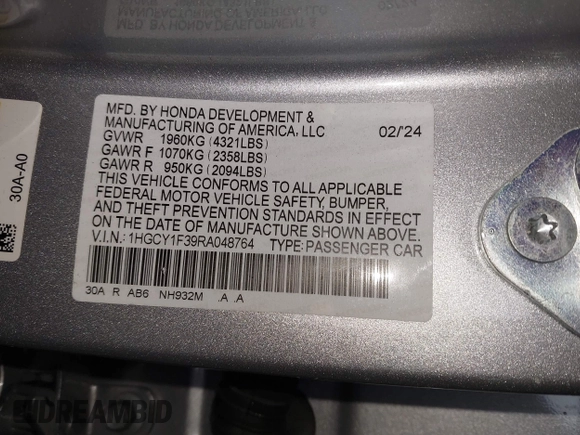 MFD. BY HONDA DEVELOPMENT &
MANUFACTURING OF AMERICA, LLC 02/'24
GVWR 1960KG (4321LBS)
GAWR F 1070KG (2358LBS)
GAWR R 950KG (2094LBS)
THIS VEHICLE CONFORMS TO ALL APPLICABLE
FEDERAL MOTOR VEHICLE SAFETY, BUMPER,
AND THEFT PREVENTION STANDARDS IN EFFECT
ON THE DATE OF MANUFACTURE SHOWN ABOVE.
V.I.N.: 1HGCY1F39RA048764 TYPE: PASSENGER CAR
30A R AB6 NH932M .A .A
30A-A0
DREAMBID